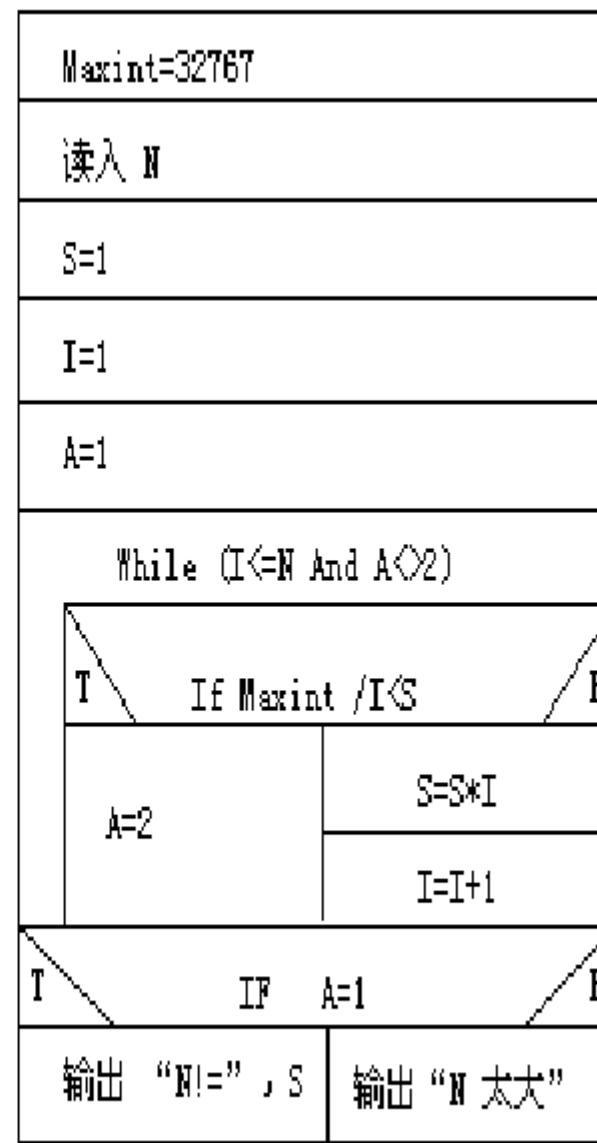 Maxint=32767
读入 N
S=1
I=1
A=1
While (I<=N And A<>2)
T
If Maxint /I<S
A=2
S=S*I
I=I+1
T
IF A=1
输出 “N!=”，S
输出 “N 太大”